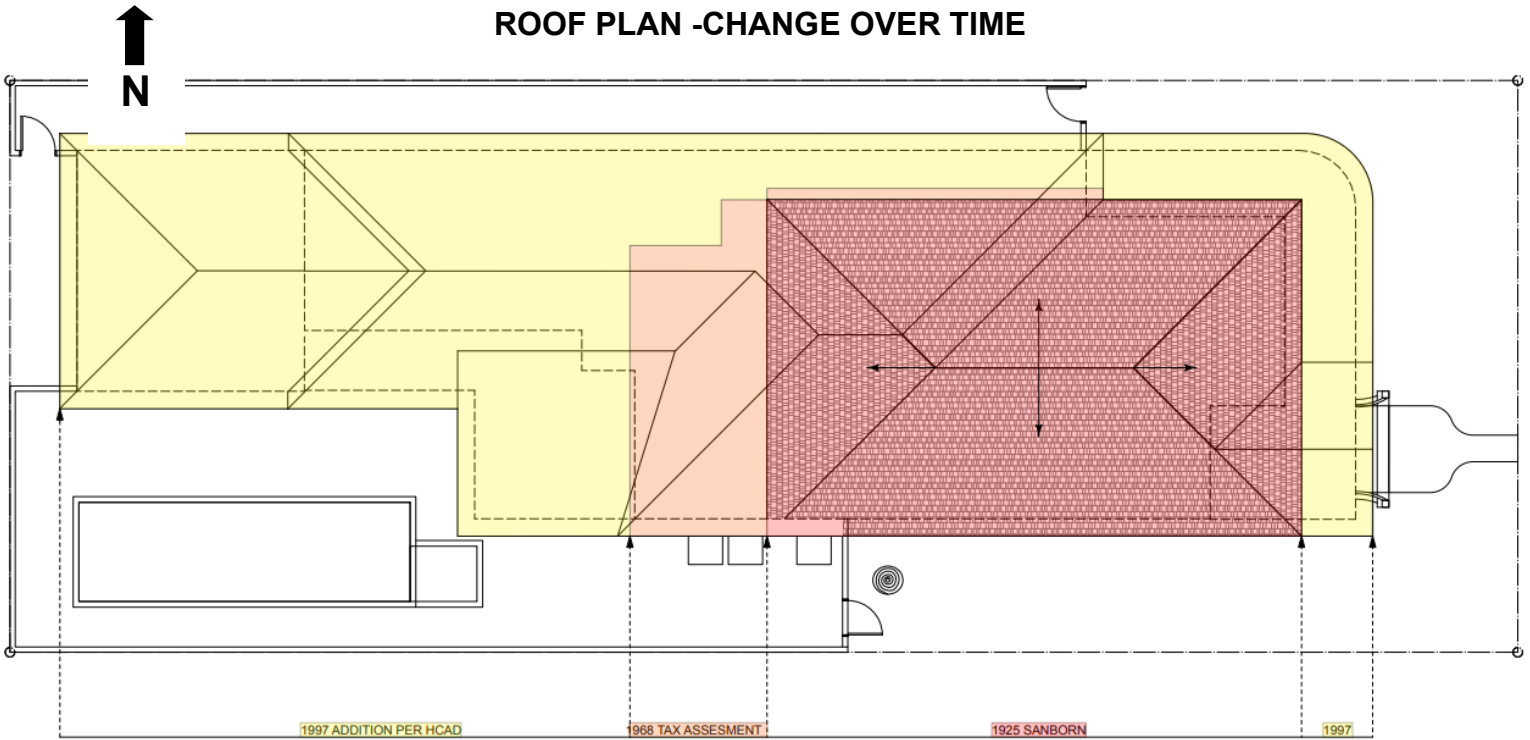 ROOF PLAN -CHANGE OVER TIME
N
1997 ADDITION PER HCAD
1968 TAX ASSESMENT
1925 SANBORN
1997